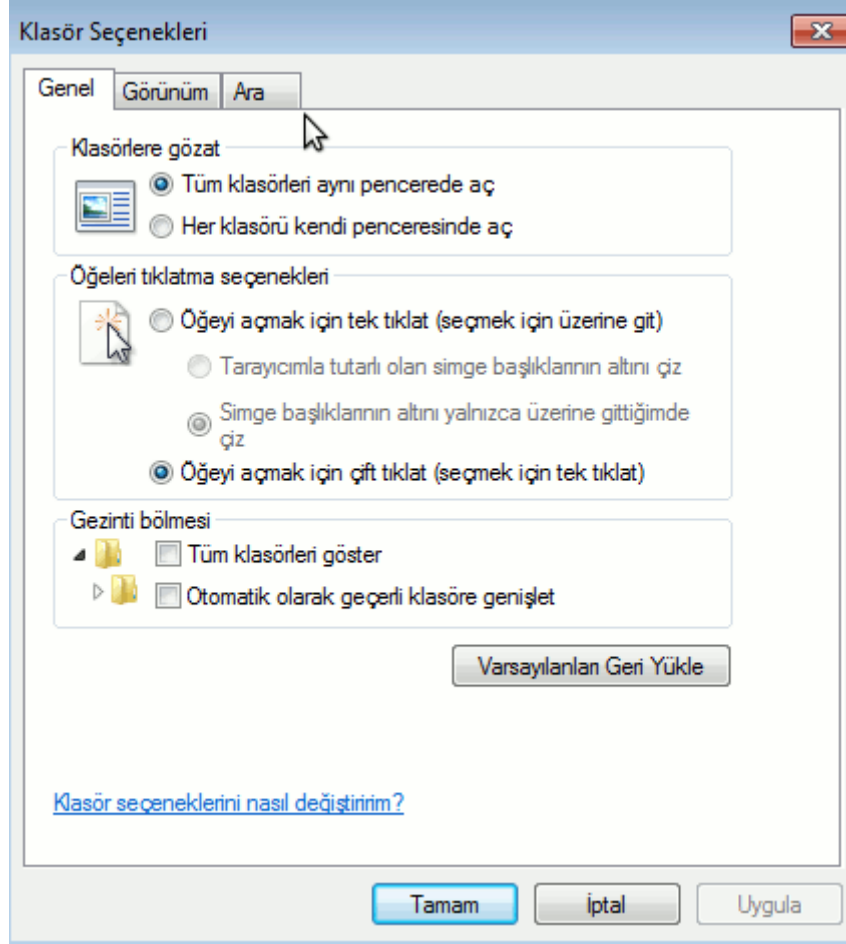 Klasör Seçenekleri
Genel
Görünüm
Ara
Klasörlere gözat
Tüm klasörleri aynı pencerede aç
Her klasörü kendi penceresinde aç
Öğeleri tıklatma seçenekleri
Öğeyi açmak için tek tıklat (seçmek için üzerine git)
Tarayıcımla tutarlı olan simge başlıklarının altını çiz
Simge başlıklarının altını yalnızca üzerine gittiğimde
çiz
Öğeyi açmak için çift tıklat (seçmek için tek tıklat)
Gezinti bölmesi
Tüm klasörleri göster
Otomatik olarak geçerli klasöre genişlet
Varsayılanları Geri Yükle
Klasör seçeneklerini nasıl değiştiririm?
Tamam
İptal
Uygula